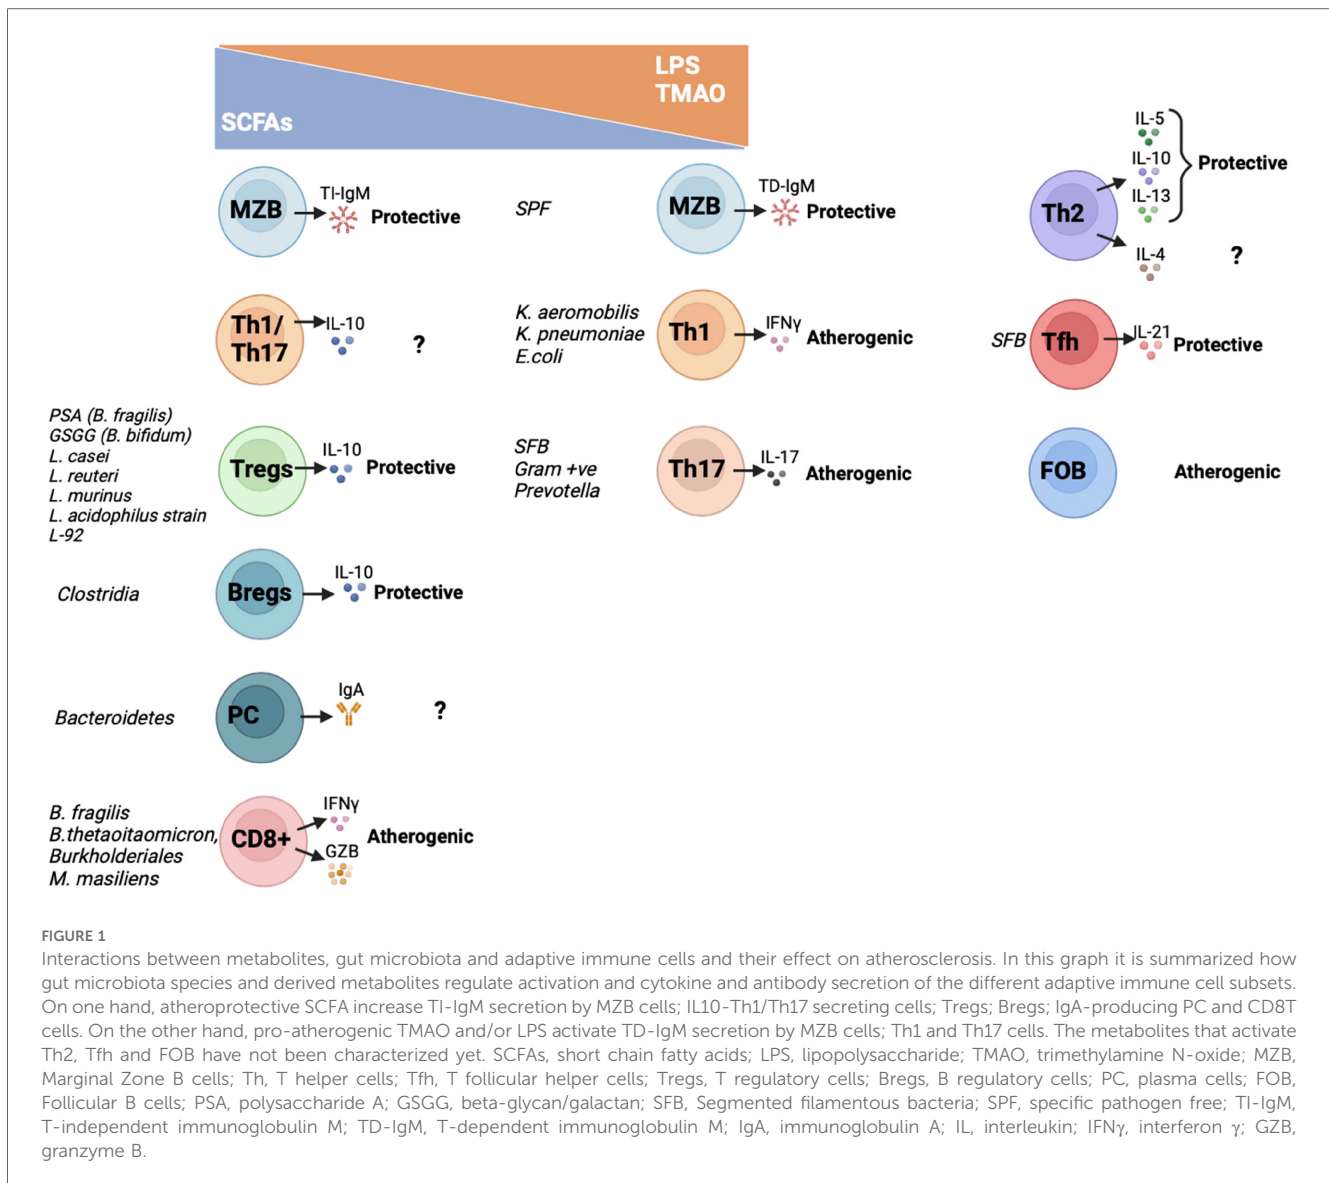 LPS
TMAO
SCFAs
MZB
TI-IgM
Protective
Th1/
Th17
IL-10
?
PSA (B. fragilis)
GSGG (B. bifidum)
L. casei
L. reuteri
L. murinus
L. acidophilus strain
L-92
Tregs
IL-10
Protective
Clostridia
Bregs
IL-10
Protective
Bacteroidetes
PC
IgA
?
B. fragilis
B.thetaoitaomicron,
Burkholderiales
M. masiliens
CD8+
IFNγ
GZB
Atherogenic
SPF
MZB
TD-IgM
Protective
K. aeromobilis
K. pneumoniae
E.coli
Th1
IFNγ
Atherogenic
SFB
Gram +ve
Prevotella
Th17
IL-17
Atherogenic
Th2
IL-5
IL-10
IL-13
Protective
IL-4
?
SFB
Tfh
IL-21
Protective
FOB
Atherogenic
FIGURE 1
Interactions between metabolites, gut microbiota and adaptive immune cells and their effect on atherosclerosis. In this graph it is summarized how
gut microbiota species and derived metabolites regulate activation and cytokine and antibody secretion of the different adaptive immune cell subsets.
On one hand, atheroprotective SCFA increase TI-IgM secretion by MZB cells; IL10-Th1/Th17 secreting cells; Tregs; Bregs; IgA-producing PC and CD8T
cells. On the other hand, pro-atherogenic TMAO and/or LPS activate TD-IgM secretion by MZB cells; Th1 and Th17 cells. The metabolites that activate
Th2, Tfh and FOB have not been characterized yet. SCFAs, short chain fatty acids; LPS, lipopolysaccharide; TMAO, trimethylamine N-oxide; MZB,
Marginal Zone B cells; Th, T helper cells; Tfh, T follicular helper cells; Tregs, T regulatory cells; Bregs, B regulatory cells; PC, plasma cells; FOB,
Follicular B cells; PSA, polysaccharide A; GSGG, beta-glycan/galactan; SFB, Segmented filamentous bacteria; SPF, specific pathogen free; TI-IgM,
T-independent immunoglobulin M; TD-IgM, T-dependent immunoglobulin M; IgA, immunoglobulin A; IL, interleukin; IFNγ, interferon γ; GZB,
granzyme B.